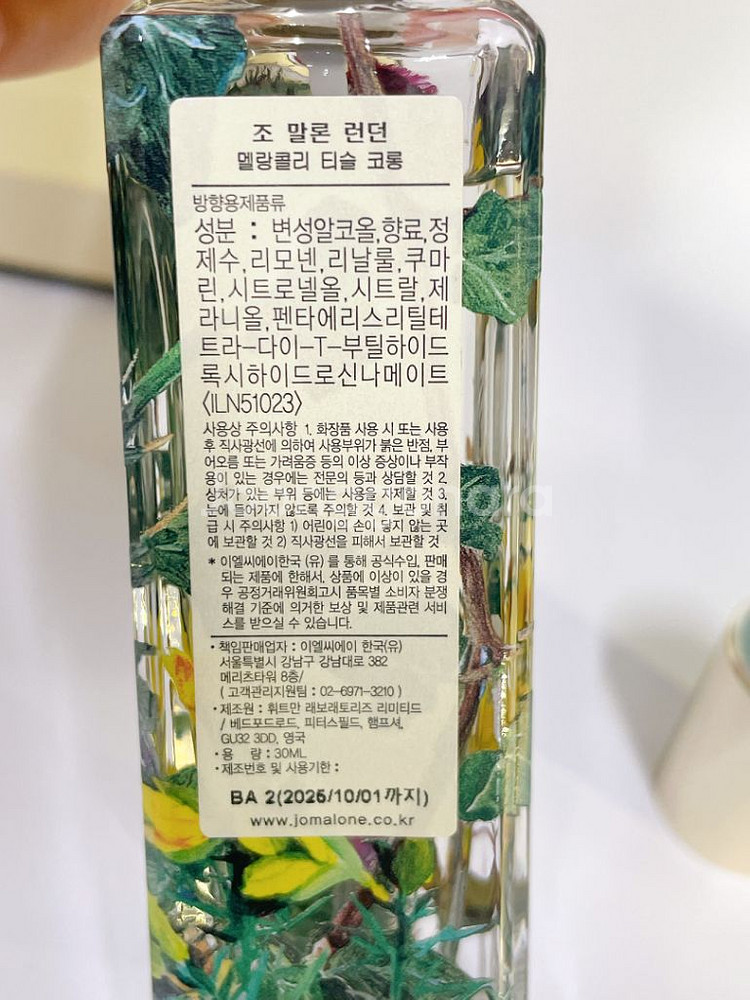 조 말론 런던
멜랑콜리 티슬 코롱
방향용제품류
성분 : 변성알코올,향료,정
제수,리모넨,리날룰,쿠마
린,시트로넬올,시트랄,제
라니올,펜타에리스리틸테
트라-다이-T-부틸하이드
록시하이드로신나메이트
<ILN51023>
사용상 주의사항 1. 화장품 사용 시 또는 사용
후 직사광선에 의하여 사용부위가 붉은 반점, 부
어오름 또는 가려움증 등의 이상 증상이나 부작
용이 있는 경우에는 전문의 등과 상담할 것 2.
상처가 있는 부위 등에는 사용을 자제할 것 3.
눈에 들어가지 않도록 주의할 것 4. 보관 및 취
급 시 주의사항 1) 어린이의 손이 닿지 않는 곳
에 보관할 것 2) 직사광선을 피해서 보관할 것
* 이엘씨에이한국 (유) 를 통해 공식수입, 판매
되는 제품에 한해서, 상품에 이상이 있을 경
우 공정거래위원회고시 품목별 소비자 분쟁
해결 기준에 의거한 보상 및 제품관련 서비
스를 받으실 수 있습니다.
· 책임판매업자 : 이엘씨에이 한국(유)
서울특별시 강남구 강남대로 382
메리츠타워 8층/
( 고객관리지원팀 : 02-6971-3210 )
· 제조원 : 휘트만 래보래토리즈 리미티드
/ 베드포드로드, 피터스필드, 햄프셔,
GU32 3DD, 영국
· 용 량 : 30ML
· 제조번호 및 사용기한 :
BA 2(2026/10/01까지)
www.jomalone.co.kr